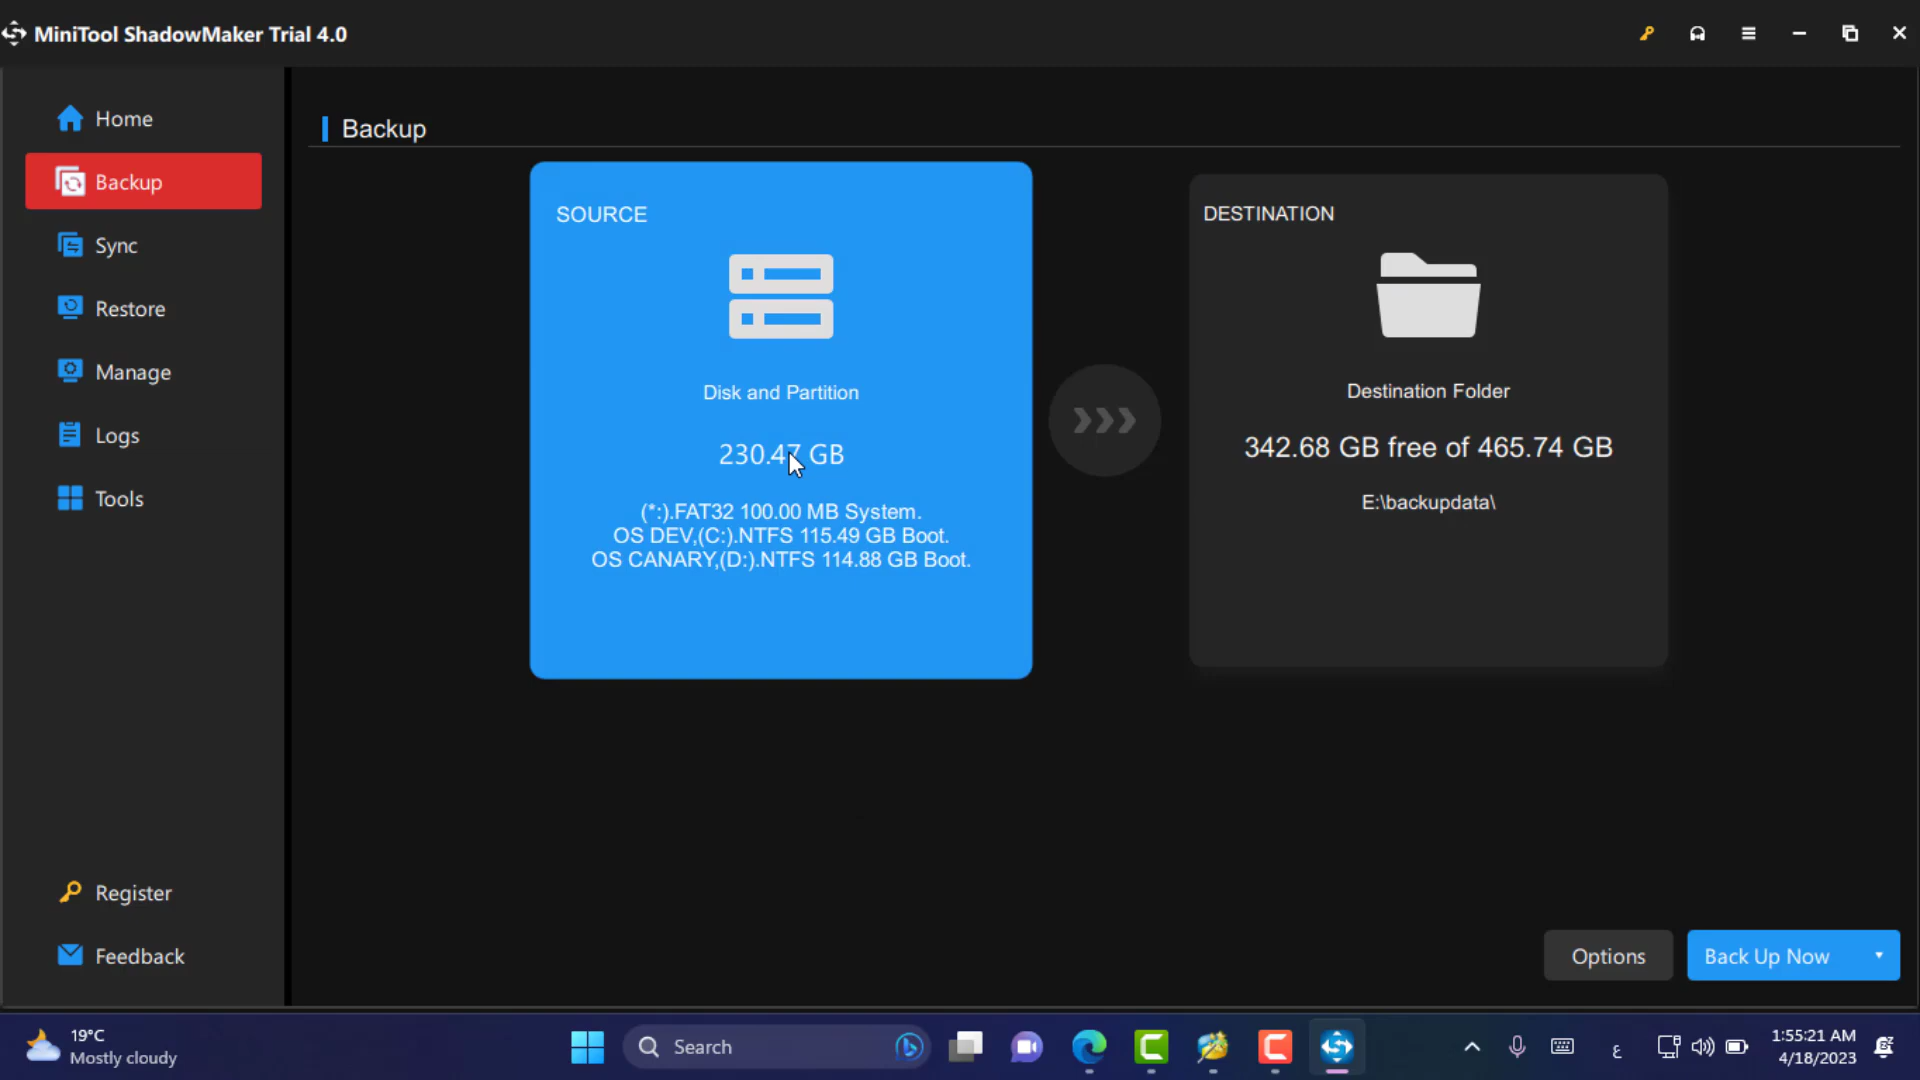 MiniTool ShadowMaker Trial 4.0
Home
Backup
Sync
Restore
Manage
Logs
Tools
Register
Feedback
Backup
SOURCE
Disk and Partition
230.47 GB
(*:).FAT32 100.00 MB System.
OS DEV,(C:).NTFS 115.49 GB Boot.
OS CANARY,(D:).NTFS 114.88 GB Boot.
DESTINATION
Destination Folder
342.68 GB free of 465.74 GB
E:\backupdata\
Options
Back Up Now
19°C
Mostly cloudy
Search
ع
1:55:21 AM
4/18/2023